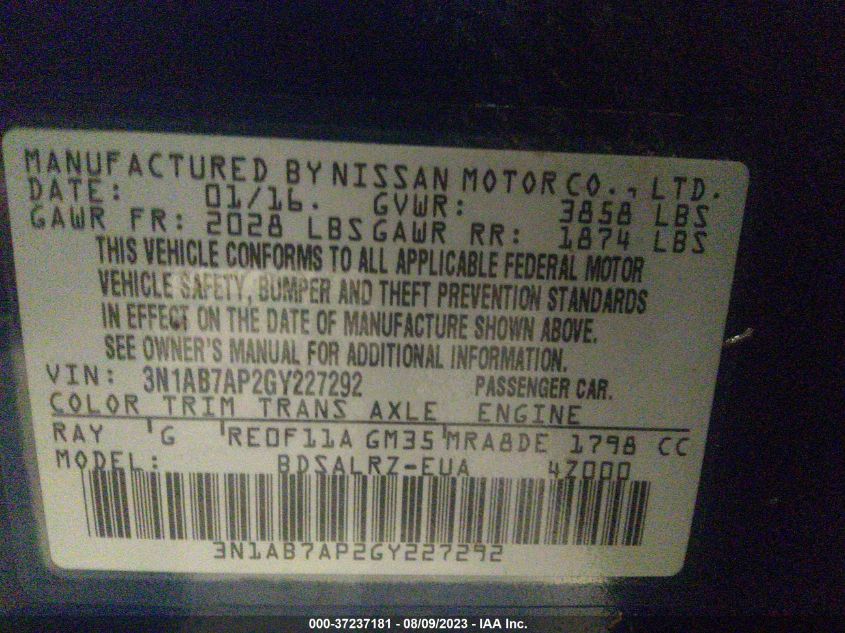 MANUFACTURED BY NISSAN MOTOR CO., LTD.
DATE: 01/16. GVWR: 3858 LBS
GAWR FR: 2028 LBS GAWR RR: 1874 LBS
THIS VEHICLE CONFORMS TO ALL APPLICABLE FEDERAL MOTOR
VEHICLE SAFETY, BUMPER AND THEFT PREVENTION STANDARDS
IN EFFECT ON THE DATE OF MANUFACTURE SHOWN ABOVE.
SEE OWNER'S MANUAL FOR ADDITIONAL INFORMATION.
VIN: 3N1AB7AP2GY227292 PASSENGER CAR.
COLOR TRIM TRANS AXLE ENGINE
RAY G RE0F11A GM35 MRA8DE 1798 CC
MODEL: BDSALRZ-EUA 4Z000
3N1AB7AP2GY227292
000-37237181 - 08/09/2023 - IAA Inc.